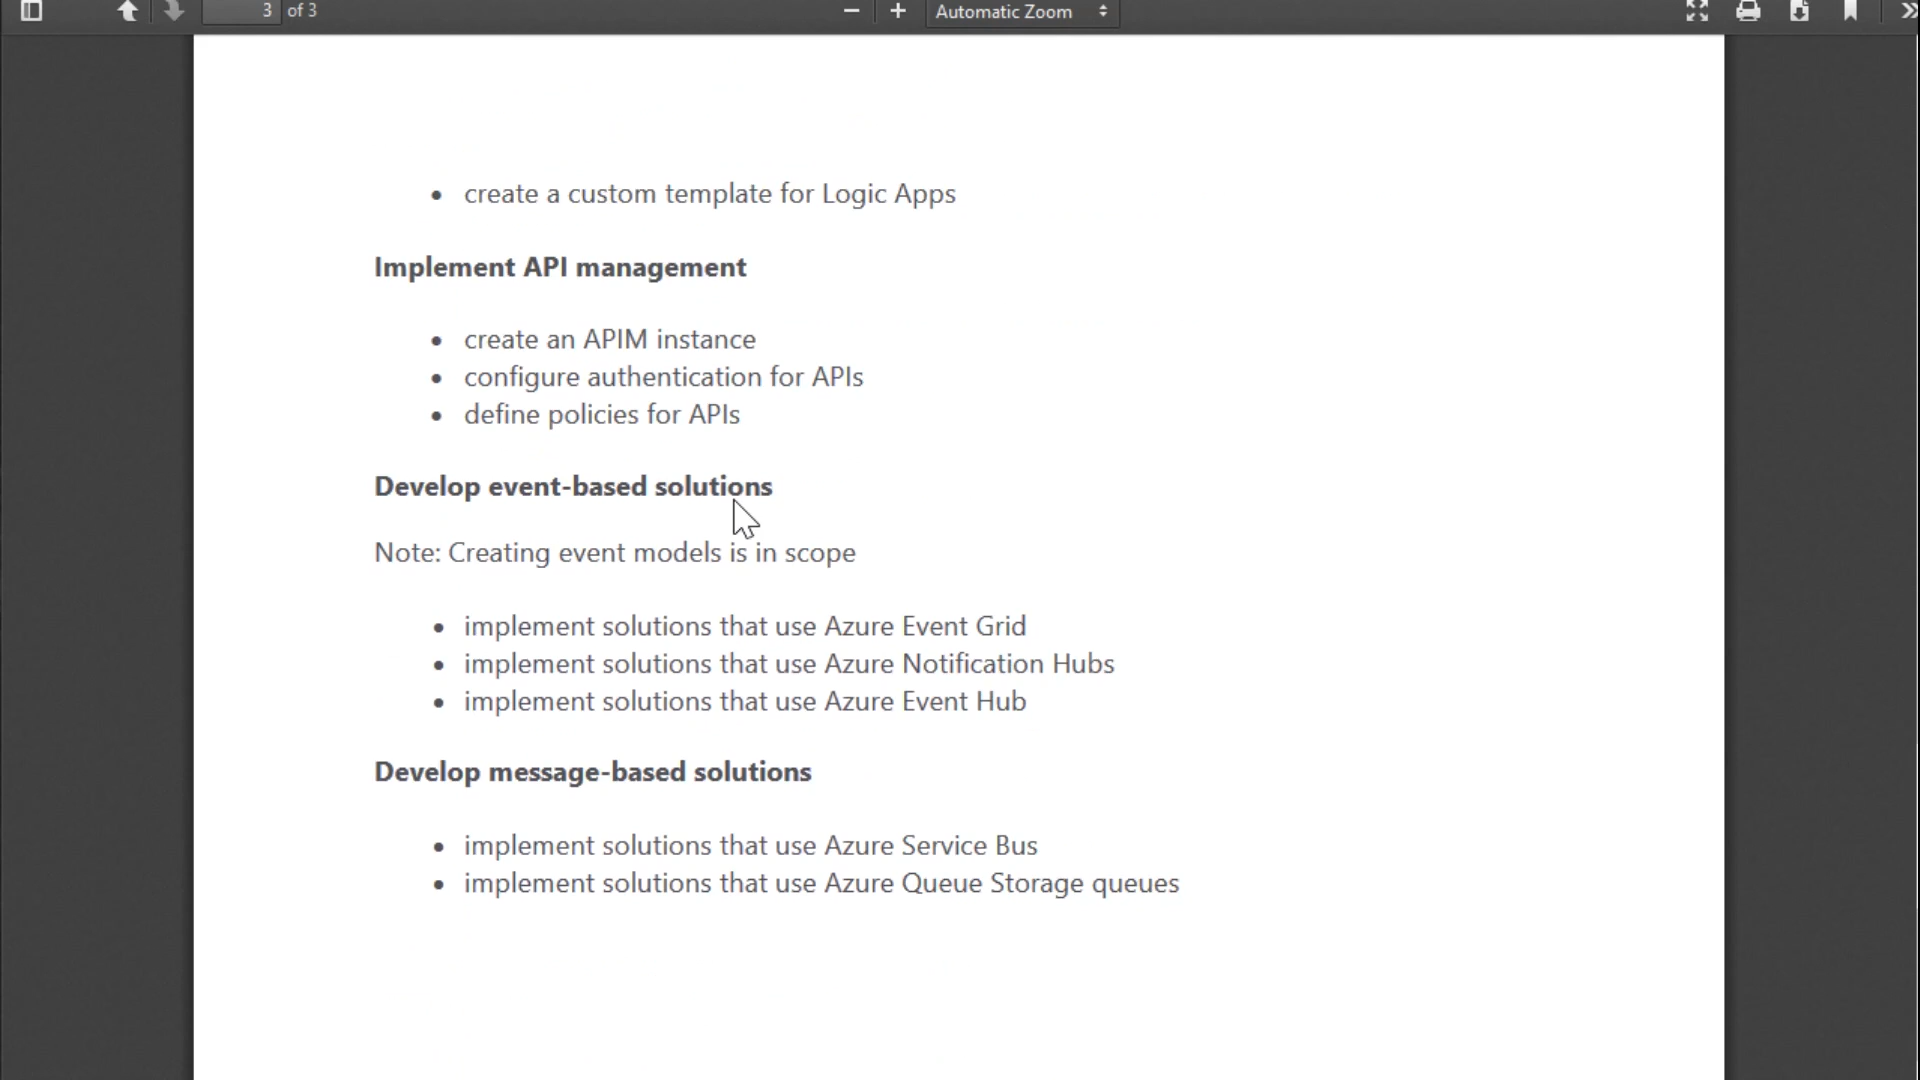 3 of 3
Automatic Zoom
• create a custom template for Logic Apps
Implement API management
• create an APIM instance
• configure authentication for APIs
• define policies for APIs
Develop event-based solutions
Note: Creating event models is in scope
• implement solutions that use Azure Event Grid
• implement solutions that use Azure Notification Hubs
• implement solutions that use Azure Event Hub
Develop message-based solutions
• implement solutions that use Azure Service Bus
• implement solutions that use Azure Queue Storage queues